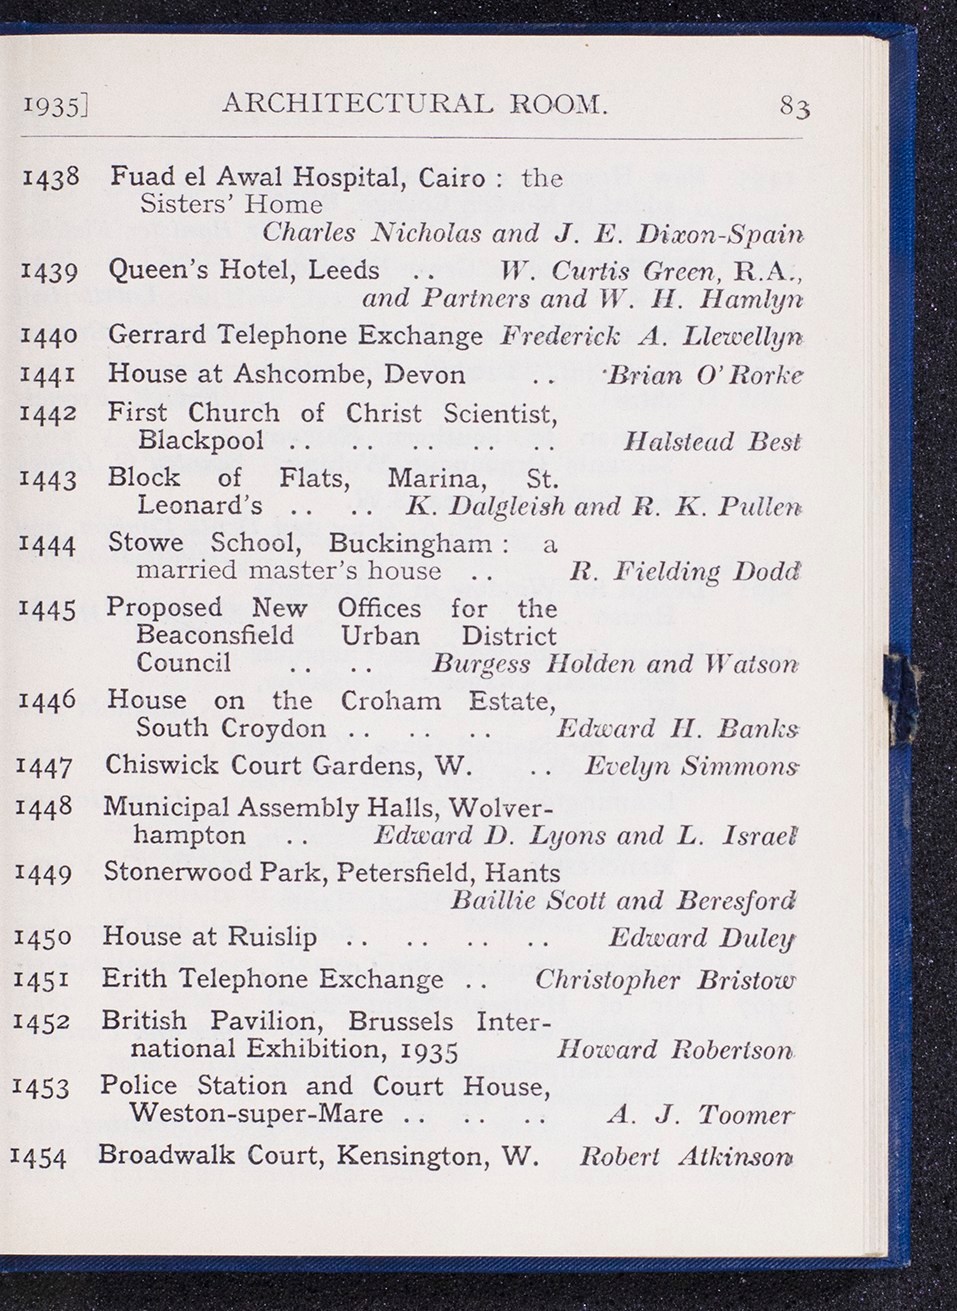 1935] ARCHITECTURAL ROOM. 83
1438 Fuad el Awal Hospital, Cairo : the
Sisters' Home
Charles Nicholas and J. E. Dixon-Spain
1439 Queen's Hotel, Leeds .. W. Curtis Green, R.A.,
and Partners and W. H. Hamlyn
1440 Gerrard Telephone Exchange Frederick A. Llewellyn
1441 House at Ashcombe, Devon .. Brian O'Rorke
1442 First Church of Christ Scientist,
Blackpool .. .. .. .. . Halstead Best
1443 Block of Flats, Marina, St.
Leonard's .. .. K. Dalgleish and R. K. Pullen
1444 Stowe School, Buckingham : a
married master's house .. R. Fielding Dodd
1445 Proposed New Offices for the
Beaconsfield Urban District
Council .. .. Burgess Holden and Watson
1446 House on the Croham Estate,
South Croydon .. .. .. Edward H. Banks
1447 Chiswick Court Gardens, W. .. Evelyn Simmons
1448 Municipal Assembly Halls, Wolver-
hampton .. Edward D. Lyons and L. Israel
1449 Stonerwood Park, Petersfield, Hants
Baillie Scott and Beresford
1450 House at Ruislip .. .. .. .. Edward Duley
1451 Erith Telephone Exchange .. Christopher Bristow
1452 British Pavilion, Brussels Inter-
national Exhibition, 1935 Howard Robertson
1453 Police Station and Court House,
Weston-super-Mare .. .. .. A. J. Toomer
1454 Broadwalk Court, Kensington, W. Robert Atkinson